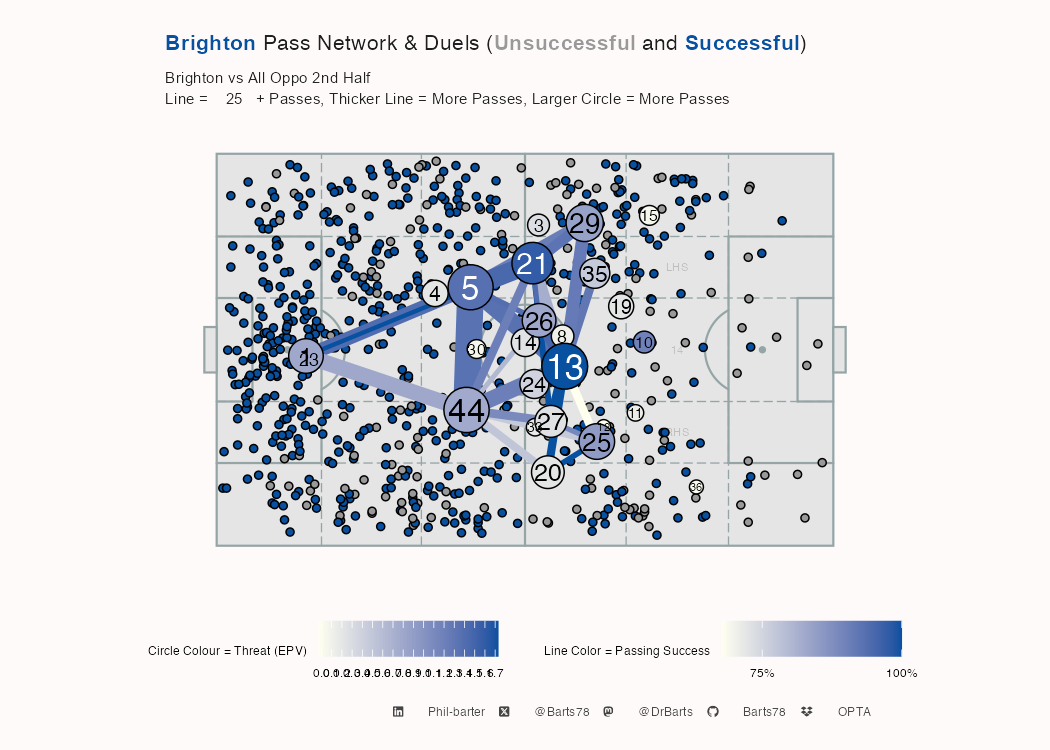 Brighton Pass Network & Duels (Unsuccessful and Successful)
Brighton vs All Oppo 2nd Half
Line = 25 + Passes, Thicker Line = More Passes, Larger Circle = More Passes
15
3
29
21
LHS
35
5
4
19
26
8
10
14
30
14
23
13
24
44
11
27
25
20
36
Circle Colour = Threat (EPV)
Line Color = Passing Success
75%
100%
Phil-barter
@Barts78
@DrBarts
Barts78
OPTA